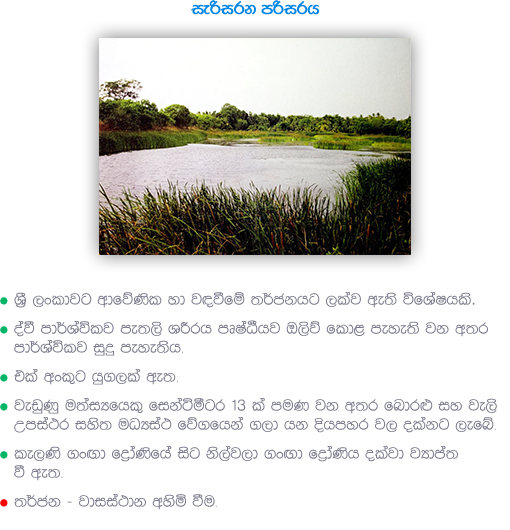 සැරිසරන පරිසරය
ශ්‍රී ලංකාවට ආවේණික හා වඳවීමේ තර්ජනයට ලක්ව ඇති විශේෂයකි.
ද්වී පාර්ශ්විකව පැතලි ශරීරය පෘෂ්ඨීයව ඔලිව් කොළ පැහැති වන අතර
පාර්ශ්විකව සුදු පැහැතිය.
එක් අංකුට යුගලක් ඇත.
වැඩුණු මත්ස්‍යයෙකු සෙන්ටිමීටර 13 ක් පමණ වන අතර බොරළු සහ වැලි
උපස්ථර සහිත මධ්‍යස්ථ වේගයෙන් ගලා යන දියපහර වල දක්නට ලැබේ.
කැලණි ගංඟා ද්‍රෝණියේ සිට නිල්වලා ගංඟා ද්‍රෝණිය දක්වා ව්‍යාප්ත
වී ඇත.
තර්ජන - වාසස්ථාන අහිමි වීම.